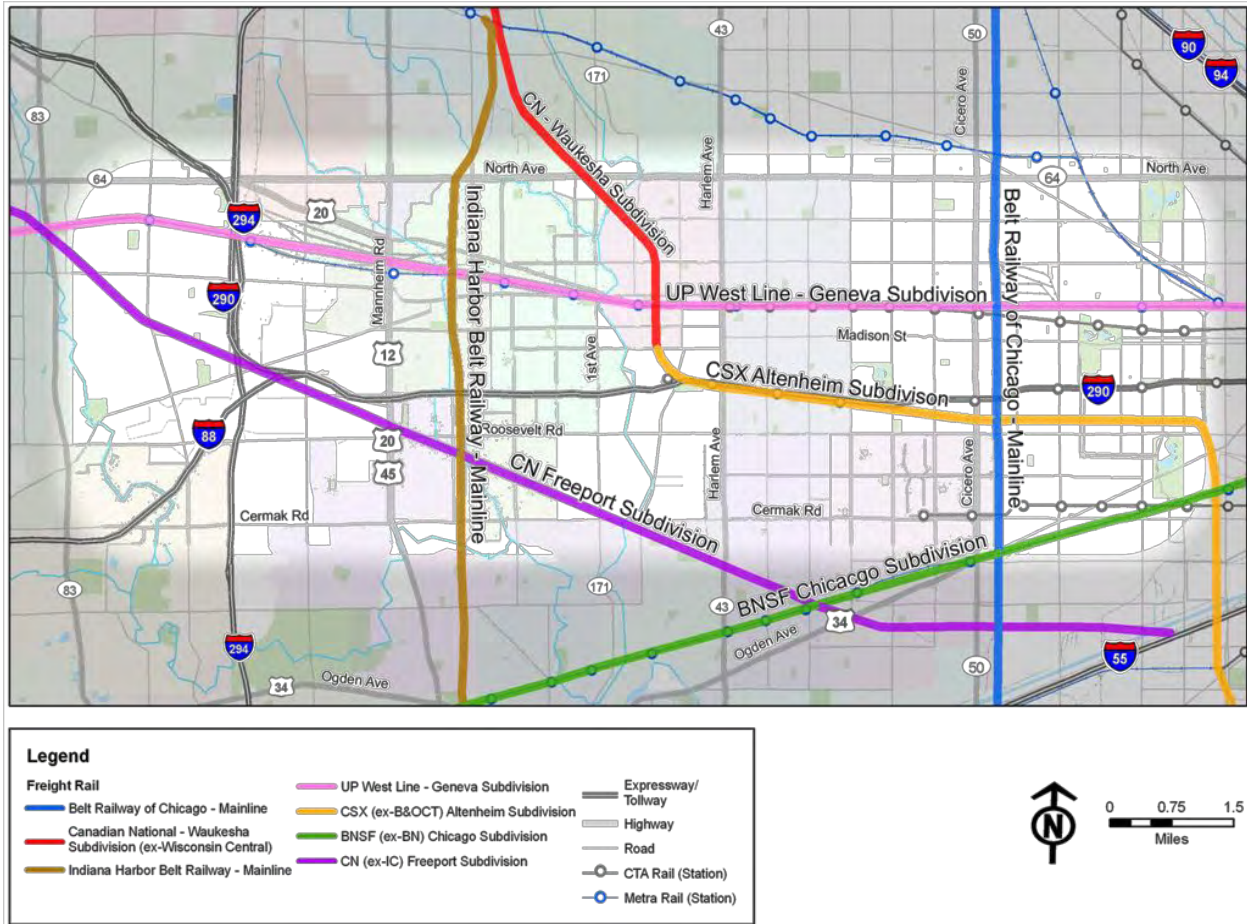 43
50
90
94
171
83
CN - Waukesha Subdivision
Harlem Ave
Cicero Ave
North Ave
North Ave
64
64
20
294
Indiana Harbor Belt Railway - Mainline
Belt Railway of Chicago - Mainline
Mannheim Rd
290
UP West Line - Geneva Subdivison
Madison St
12
1st Ave
CSX Altenheim Subdivison
290
88
Roosevelt Rd
20
45
CN Freeport Subdivision
Harlem Ave
Cicero Ave
Cermak Rd
Cermak Rd
BNSF Chicacgo Subdivision
83
171
43
34
Ogden Ave
294
55
50
34
Ogden Ave
Legend
Freight Rail
Belt Railway of Chicago - Mainline
Canadian National - Waukesha
Subdivision (ex-Wisconsin Central)
Indiana Harbor Belt Railway - Mainline
UP West Line - Geneva Subdivision
CSX (ex-B&OCT) Altenheim Subdivision
BNSF (ex-BN) Chicago Subdivision
CN (ex-IC) Freeport Subdivision
Expressway/
Tollway
Highway
Road
CTA Rail (Station)
Metra Rail (Station)
N
0 0.75 1.5
Miles